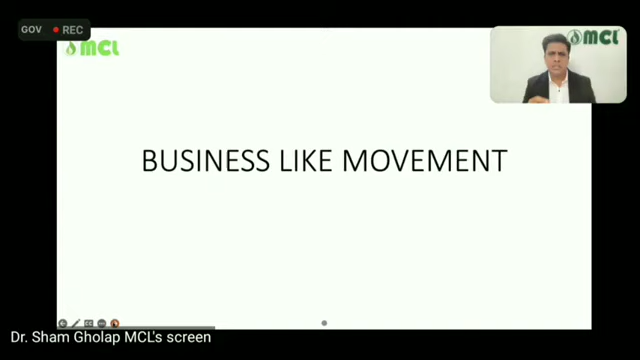 GOV REC
MCL
MCL
BUSINESS LIKE MOVEMENT
Dr. Sham Gholap MCL's screen